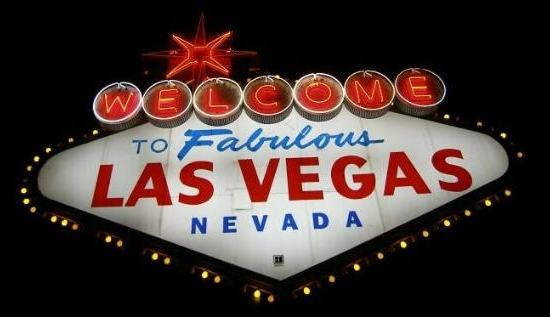 WELCOME
TO Fabulous
LAS VEGAS
NEVADA